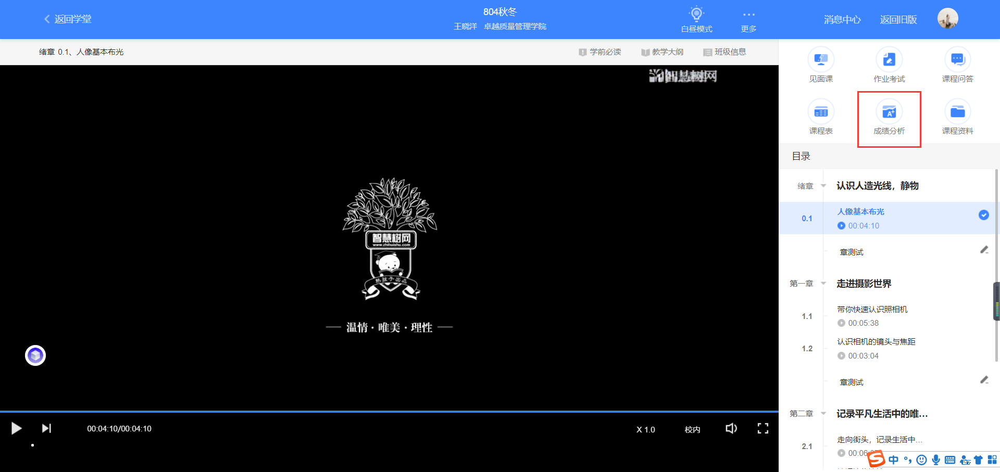 返回学堂
804秋冬
王晓洋 卓越质量管理学院
白昼模式
更多
消息中心
返回旧版
绪章 0.1、人像基本布光
学前必读
教学大纲
班级信息
智慧树网
见面课
作业考试
课程问答
课程表
成绩分析
课程资料
目录
绪章
认识人造光线，静物
0.1
人像基本布光
00:04:10
章测试
第一章
走进摄影世界
1.1
带你快速认识照相机
00:05:38
1.2
认识相机的镜头与焦距
00:03:04
章测试
第二章
记录平凡生活中的唯...
2.1
走向街头，记录生活中...
智慧树网
www.zhihuishu.com
熊孩子出品
温情·唯美·理性
00:04:10/00:04:10
X 1.0
校内
中